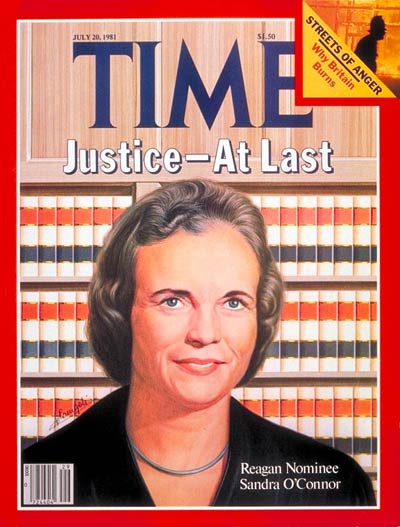 JULY 20, 1981
$1.50
TIME
STREETS OF ANGER
Why Britain
Burns
Justice—At Last
Reagan Nominee
Sandra O'Connor